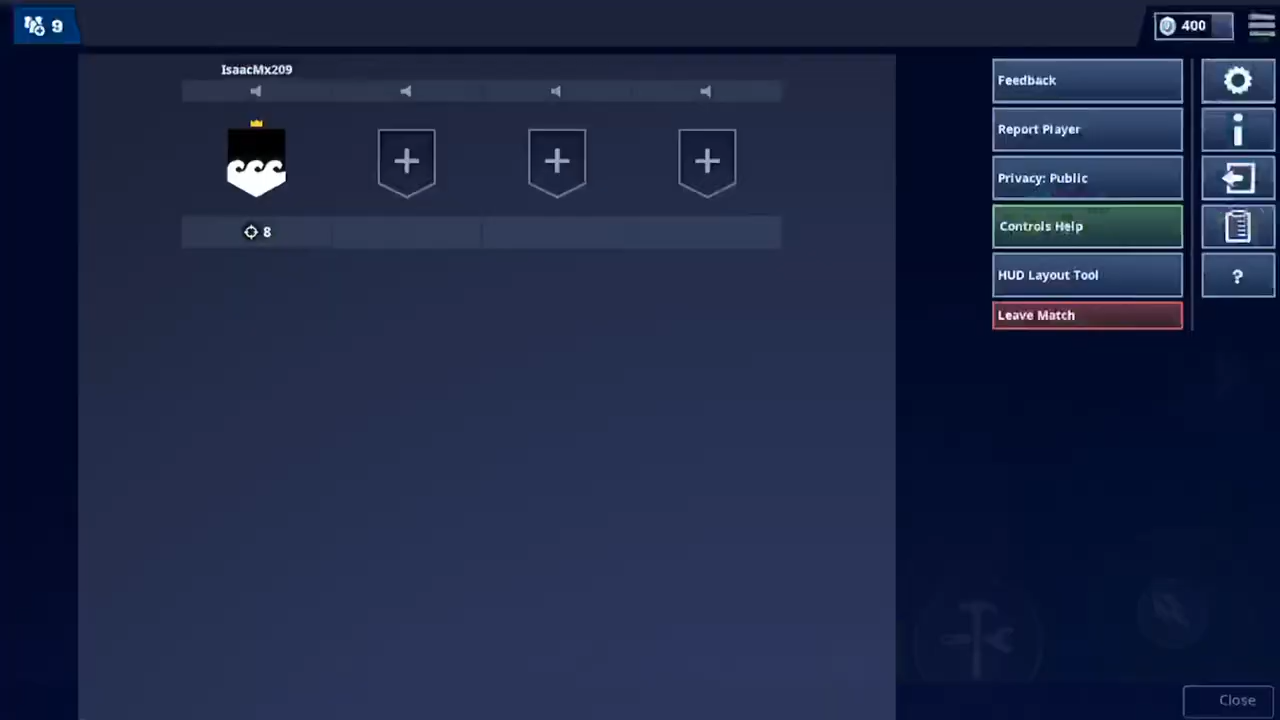 9
400
IsaacMx209
Feedback
Report Player
Privacy: Public
Controls Help
HUD Layout Tool
?
Leave Match
8
Close